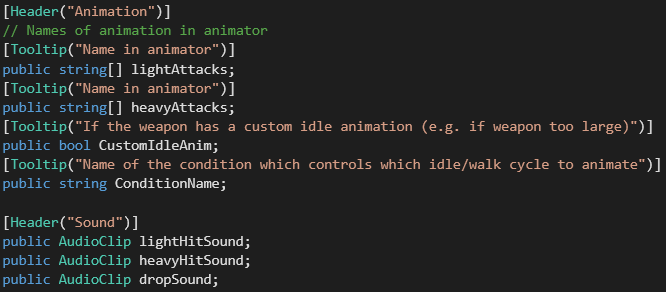 [Header("Animation")]
// Names of animation in animator
[Tooltip("Name in animator")]
public string[] lightAttacks;
[Tooltip("Name in animator")]
public string[] heavyAttacks;
[Tooltip("If the weapon has a custom idle animation (e.g. if weapon too large)")]
public bool CustomIdleAnim;
[Tooltip("Name of the condition which controls which idle/walk cycle to animate")]
public string ConditionName;
[Header("Sound")]
public AudioClip lightHitSound;
public AudioClip heavyHitSound;
public AudioClip dropSound;